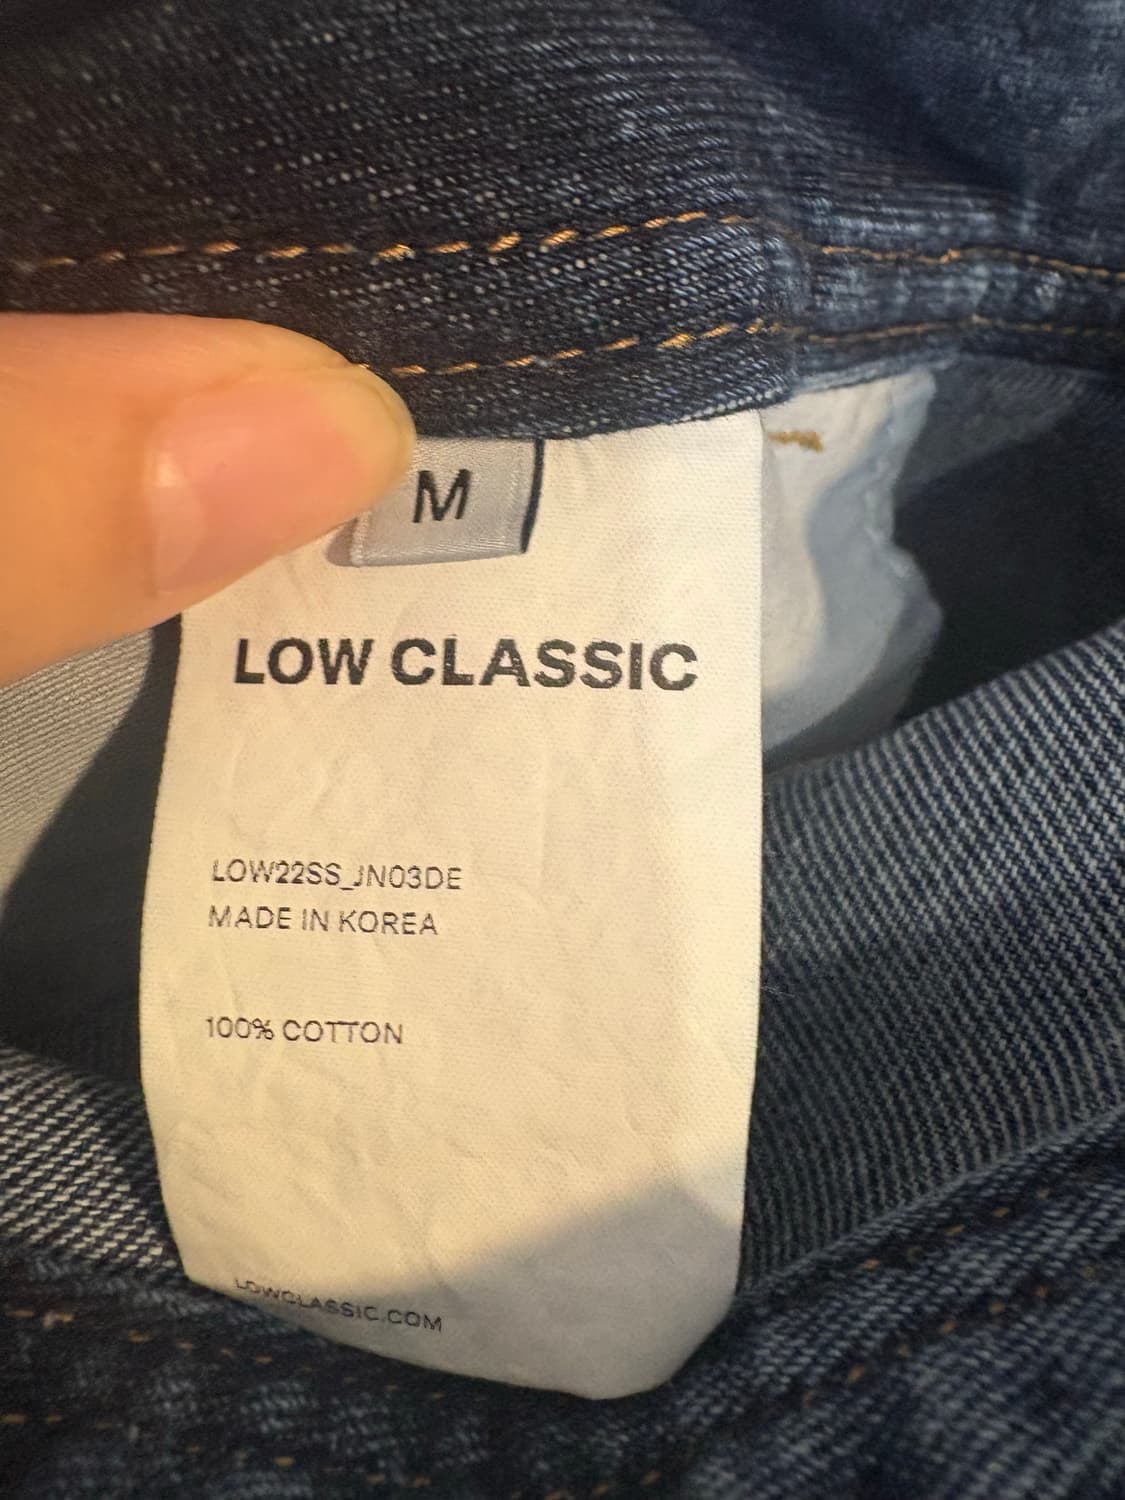 M
LOW CLASSIC
LOW22SS_JN03DE
MADE IN KOREA
100% COTTON
LOWCLASSIC.COM